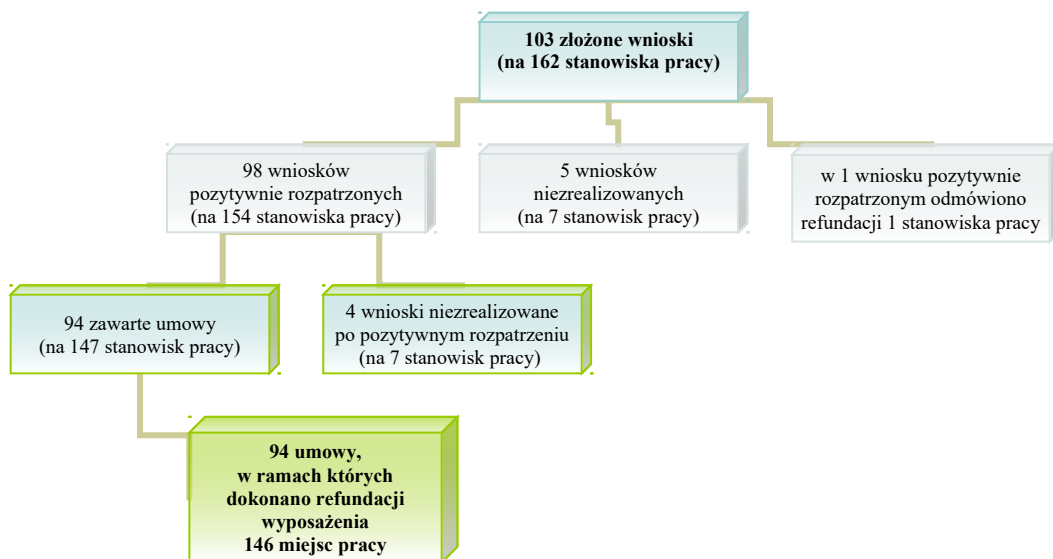 103 złożone wnioski
(na 162 stanowiska pracy)
98 wniosków
pozytywnie rozpatrzonych
(na 154 stanowiska pracy)
5 wniosków
niezrealizowanych
(na 7 stanowisk pracy)
w 1 wniosku pozytywnie
rozpatrzonym odmówiono
refundacji 1 stanowiska pracy
94 zawarte umowy
(na 147 stanowisk pracy)
4 wnioski niezrealizowane
po pozytywnym rozpatrzeniu
(na 7 stanowisk pracy)
94 umowy,
w ramach których
dokonano refundacji
wyposażenia
146 miejsc pracy